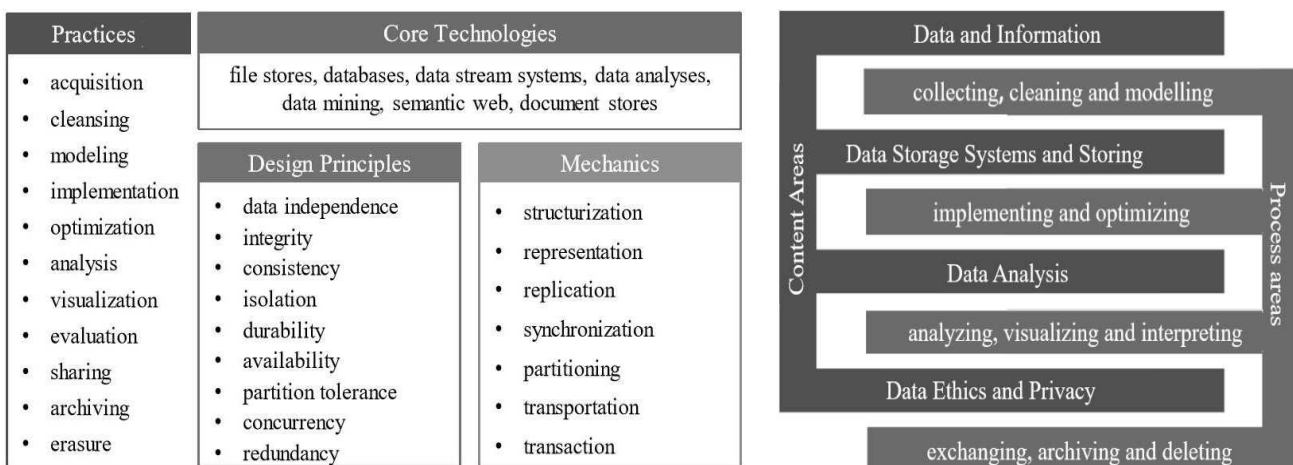 Practices
• acquisition
• cleansing
• modeling
• implementation
• optimization
• analysis
• visualization
• evaluation
• sharing
• archiving
• erasure
Core Technologies
file stores, databases, data stream systems, data analyses,
data mining, semantic web, document stores
Design Principles
• data independence
• integrity
• consistency
• isolation
• durability
• availability
• partition tolerance
• concurrency
• redundancy
Mechanics
• structurization
• representation
• replication
• synchronization
• partitioning
• transportation
• transaction
Content Areas
Data and Information
collecting, cleaning and modelling
Data Storage Systems and Storing
implementing and optimizing
Data Analysis
analyzing, visualizing and interpreting
Data Ethics and Privacy
exchanging, archiving and deleting
Process areas